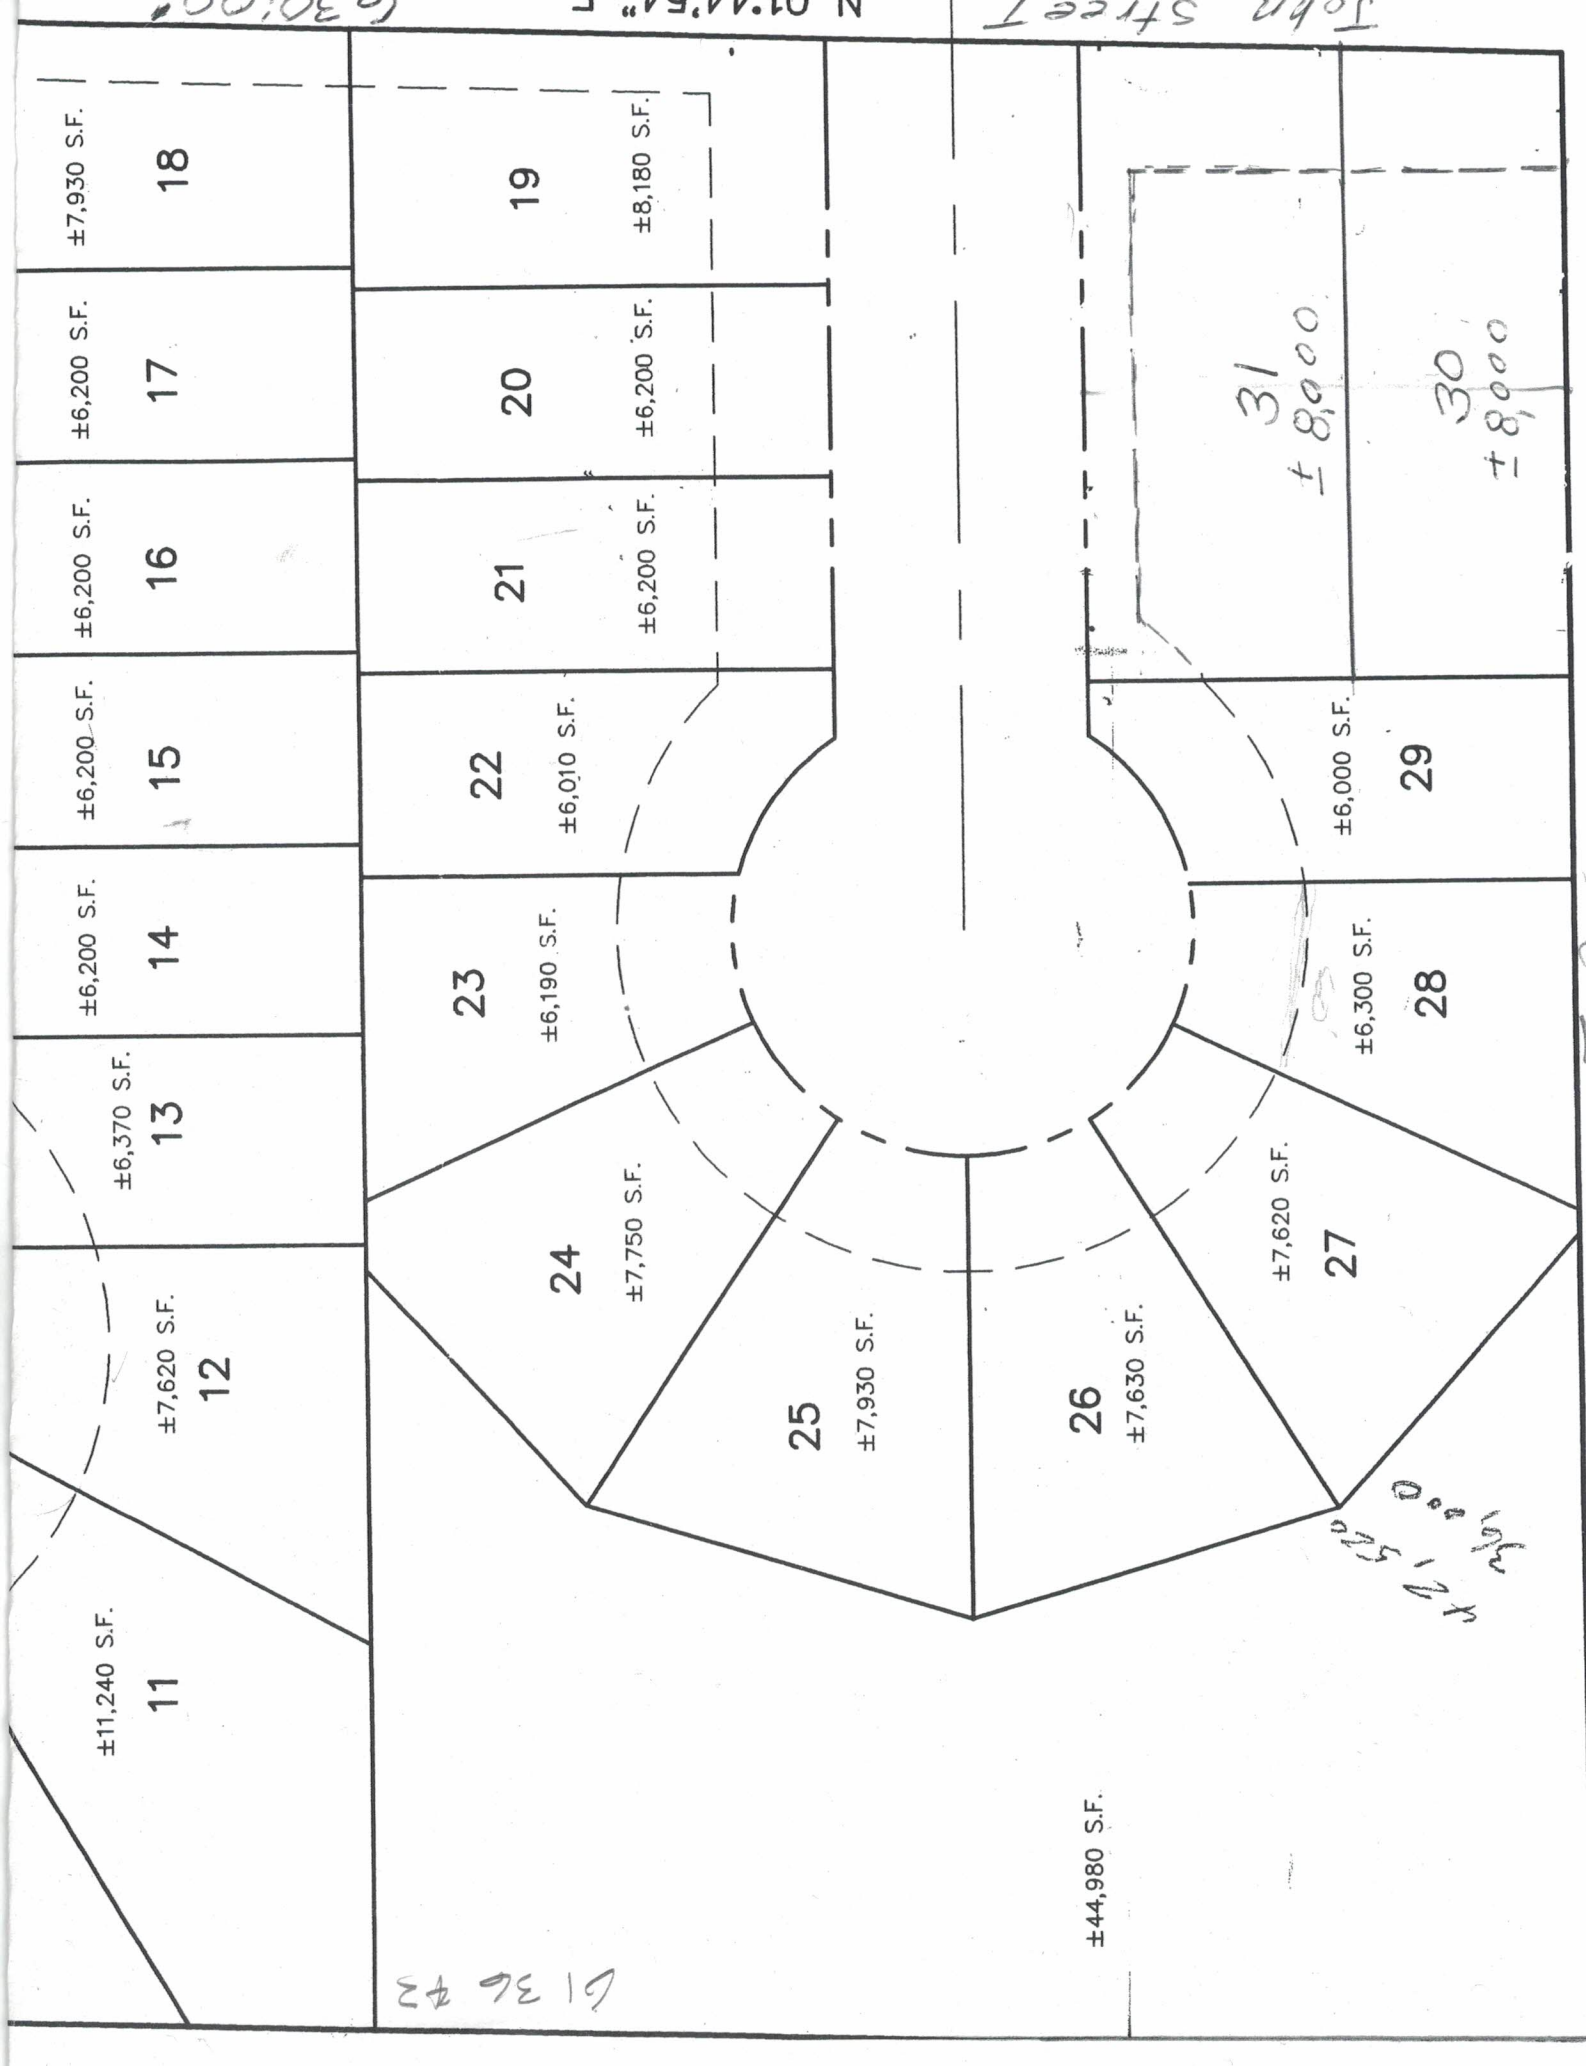 John Street
N 01°44'54" E
630.00'
±7,930 S.F.
18
±6,200 S.F.
17
±6,200 S.F.
16
±6,200 S.F.
15
±6,200 S.F.
14
±6,370 S.F.
13
±7,620 S.F.
12
±11,240 S.F.
11
19
±8,180 S.F.
20
±6,200 S.F.
21
±6,200 S.F.
22
±6,010 S.F.
23
±6,190 S.F.
24
±7,750 S.F.
25
±7,930 S.F.
26
±7,630 S.F.
±7,620 S.F.
27
±6,300 S.F.
28
±6,000 S.F.
29
31
±8,000
30
±8,000
±44,980 S.F.